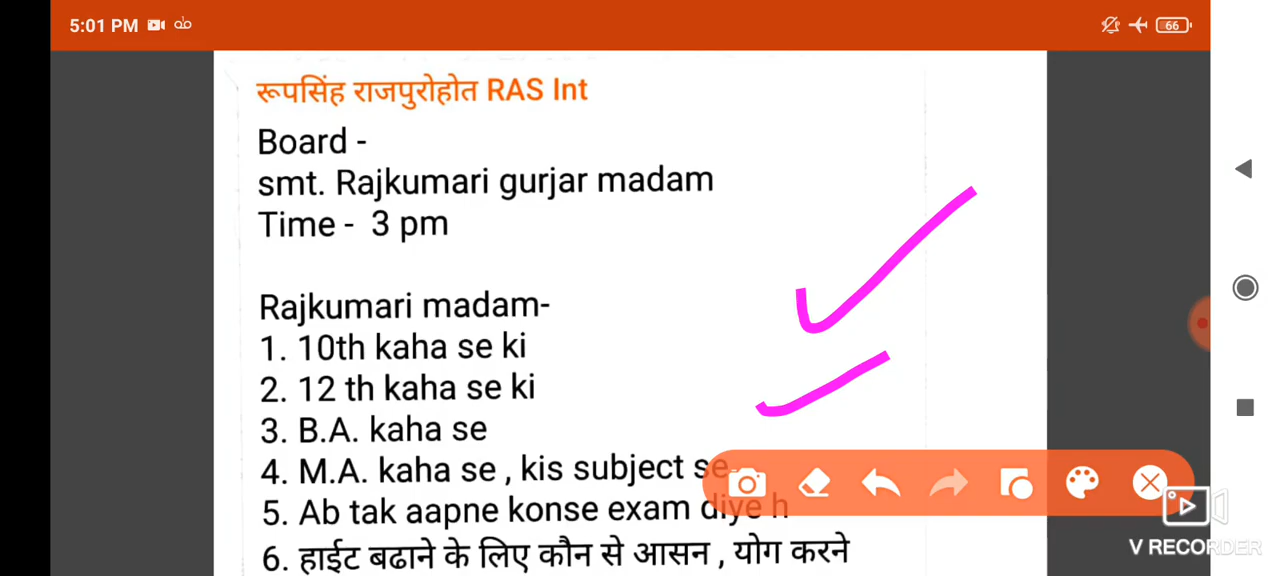 5:01 PM
66
रूपसिंह राजपुरोहोत RAS Int
Board -
smt. Rajkumari gurjar madam
Time - 3 pm
Rajkumari madam-
1. 10th kaha se ki
2. 12 th kaha se ki
3. B.A. kaha se
4. M.A. kaha se , kis subject se
5. Ab tak aapne konse exam diye h
6. हाईट बढाने के लिए कौन से आसन , योग करने
V RECORDER